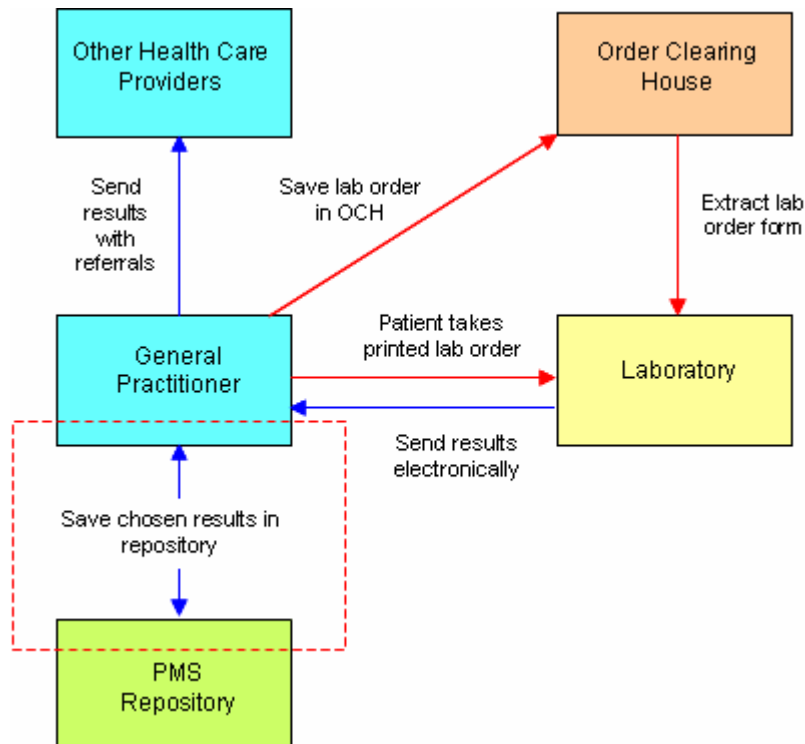 Other Health Care
Providers
Order Clearing
House
Send
results
with
referrals
Save lab order
in OCH
Extract lab
order form
General
Practitioner
Patient takes
printed lab order
Laboratory
Send results
electronically
Save chosen results in
repository
PMS
Repository